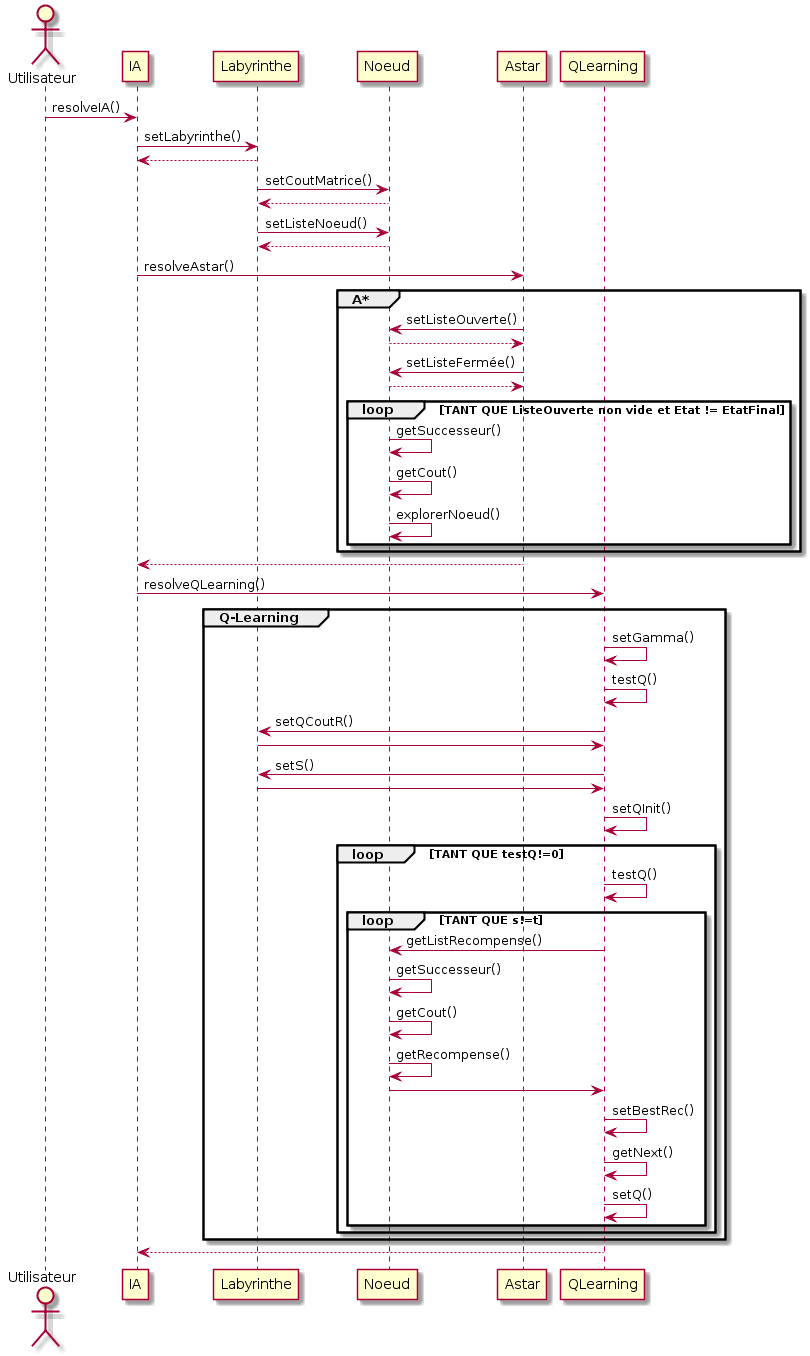 Utilisateur
IA Labyrinthe Noeud Astar QLearning
resolveIA()
setLabyrinthe()
setCoutMatrice()
setListeNoeud()
resolveAstar()
A*
setListeOuverte()
setListeFermée()
loop [TANT QUE ListeOuverte non vide et Etat != EtatFinal]
getSuccesseur()
getCout()
explorerNoeud()
resolveQLearning()
Q-Learning
setGamma()
testQ()
setQCoutR()
setS()
setQInit()
loop [TANT QUE testQ!=0]
testQ()
loop [TANT QUE s!=t]
getListRecompense()
getSuccesseur()
getCout()
getRecompense()
setBestRec()
getNext()
setQ()
Utilisateur
IA Labyrinthe Noeud Astar QLearning